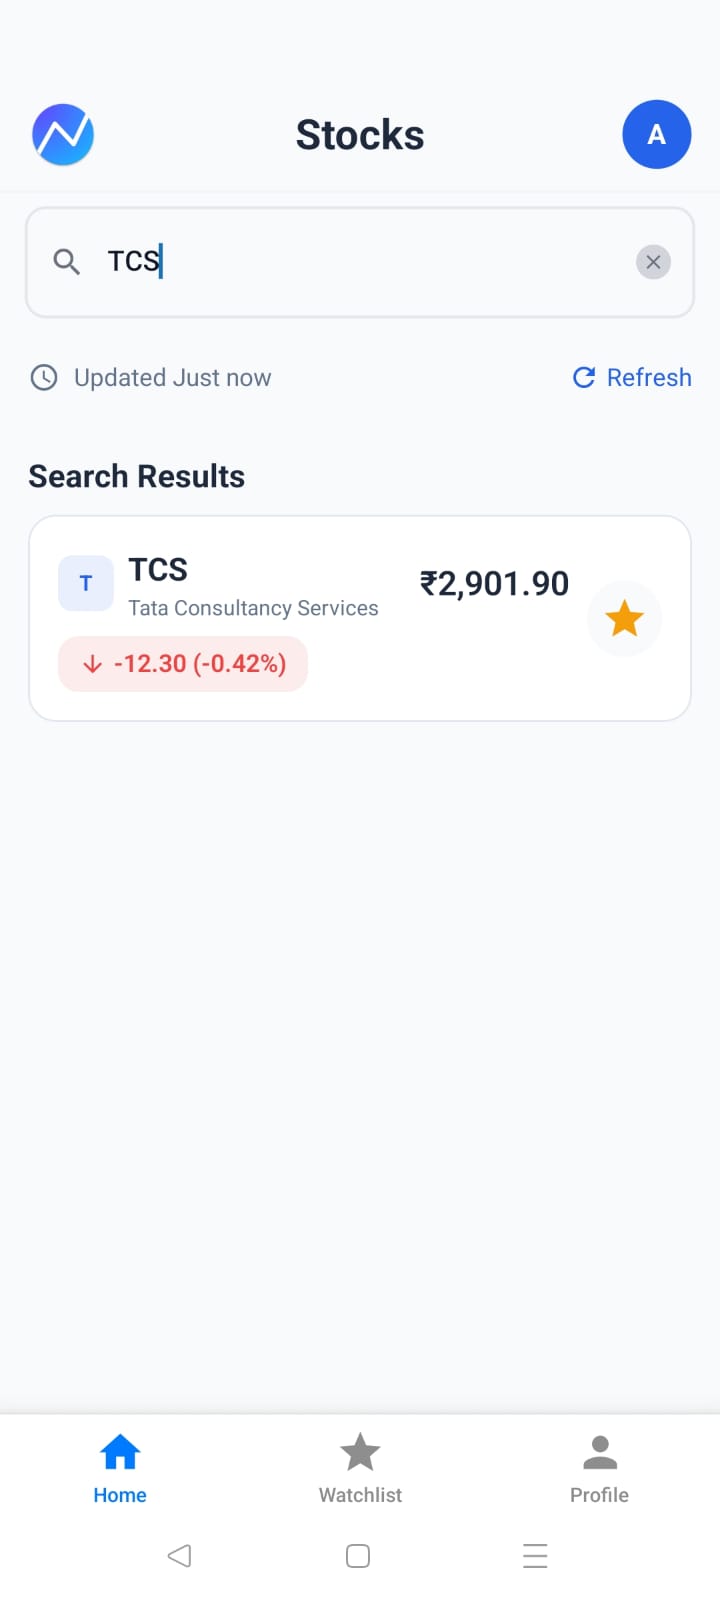 Stocks
A
TCS
Updated Just now
Refresh
Search Results
T
TCS
Tata Consultancy Services
₹2,901.90
↓ -12.30 (-0.42%)
Home
Watchlist
Profile